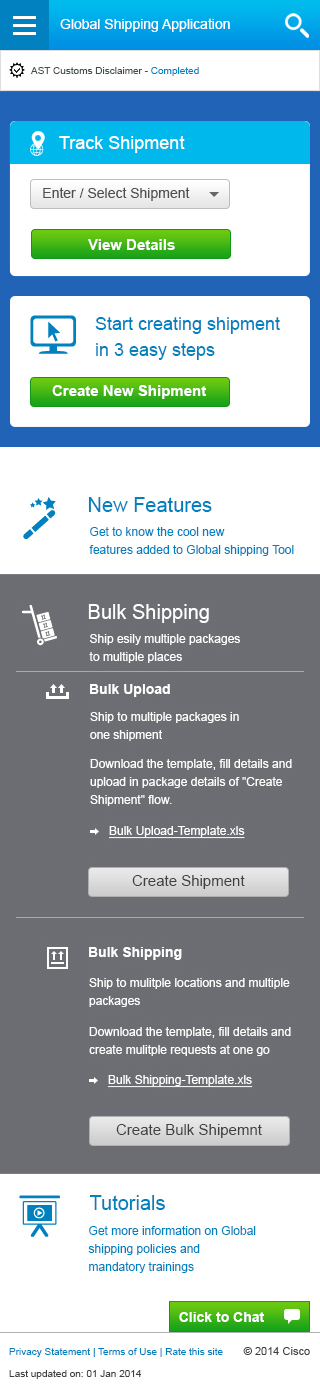 Global Shipping Application
AST Customs Disclaimer - Completed
Track Shipment
Enter / Select Shipment
View Details
Start creating shipment
in 3 easy steps
Create New Shipment
New Features
Get to know the cool new
features added to Global shipping Tool
Bulk Shipping
Ship esily multiple packages
to multiple places
Bulk Upload
Ship to multiple packages in
one shipment
Download the template, fill details and
upload in package details of "Create
Shipment" flow.
Bulk Upload-Template.xls
Create Shipment
Bulk Shipping
Ship to mulitple locations and multiple
packages
Download the template, fill details and
create mulitple requests at one go
Bulk Shipping-Template.xls
Create Bulk Shipemnt
Tutorials
Get more information on Global
shipping policies and
mandatory trainings
Click to Chat
Privacy Statement | Terms of Use | Rate this site © 2014 Cisco
Last updated on: 01 Jan 2014